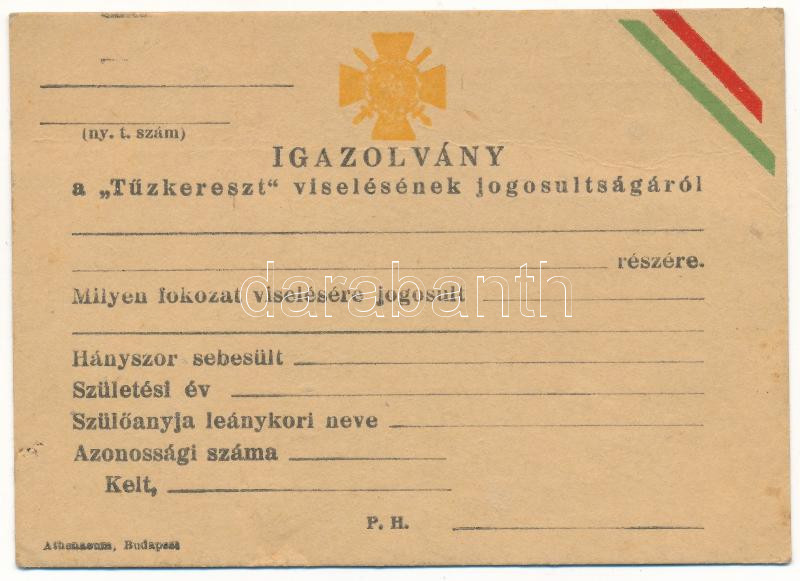 (ny. t. szám)
IGAZOLVÁNY
a „Tűzkereszt“ viselésének jogosultságáról
részére.
darabanth
Milyen fokozat viselésére jogosult
Hányszor sebesült
Születési év
Szülőanyja leánykori neve
Azonossági száma
Kelt,
P. H.
Athenaeum, Budapest